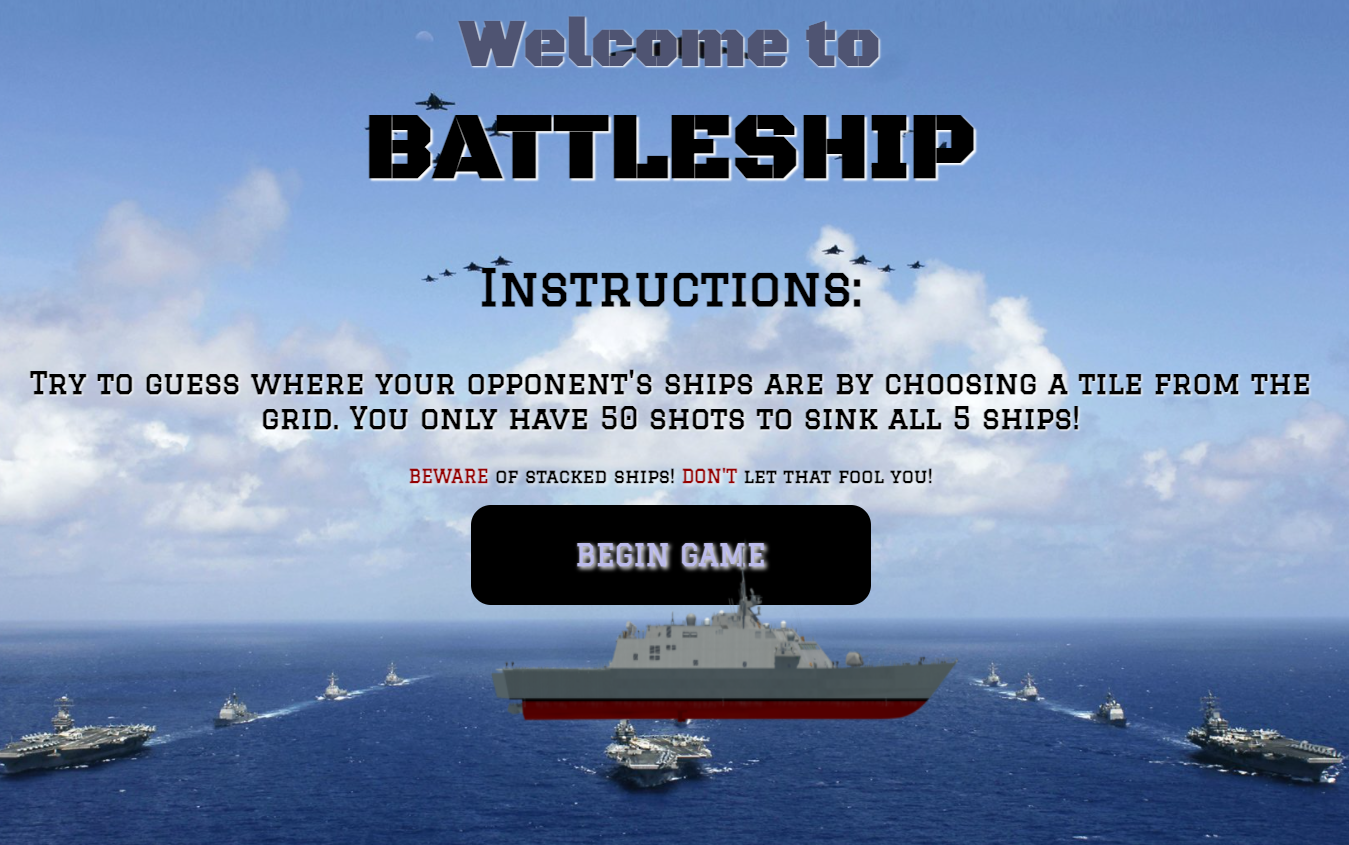 Welcome to
BATTLESHIP
Instructions:
Try to guess where your opponent's ships are by choosing a tile from the
grid. You only have 50 shots to sink all 5 ships!
BEWARE of stacked ships! DON'T let that fool you!
BEGIN GAME